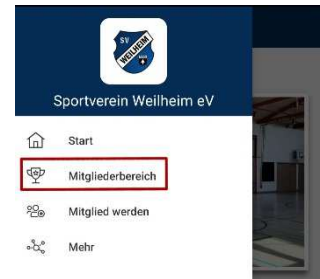 SV
WEILHEIM
Sportverein Weilheim eV
Start
Mitgliederbereich
Mitglied werden
Mehr